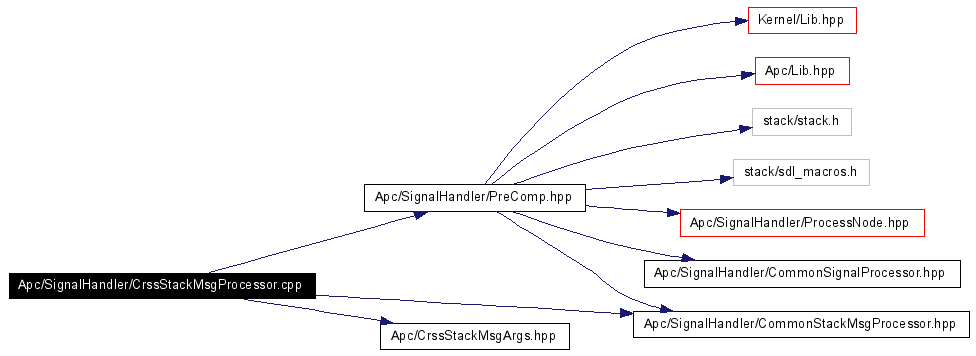 Kernel/Lib.hpp
Apc/Lib.hpp
stack/stack.h
stack/sdl_macros.h
Apc/SignalHandler/PreComp.hpp
Apc/SignalHandler/ProcessNode.hpp
Apc/SignalHandler/CommonSignalProcessor.hpp
Apc/SignalHandler/CrssStackMsgProcessor.cpp
Apc/SignalHandler/CommonStackMsgProcessor.hpp
Apc/CrssStackMsgArgs.hpp